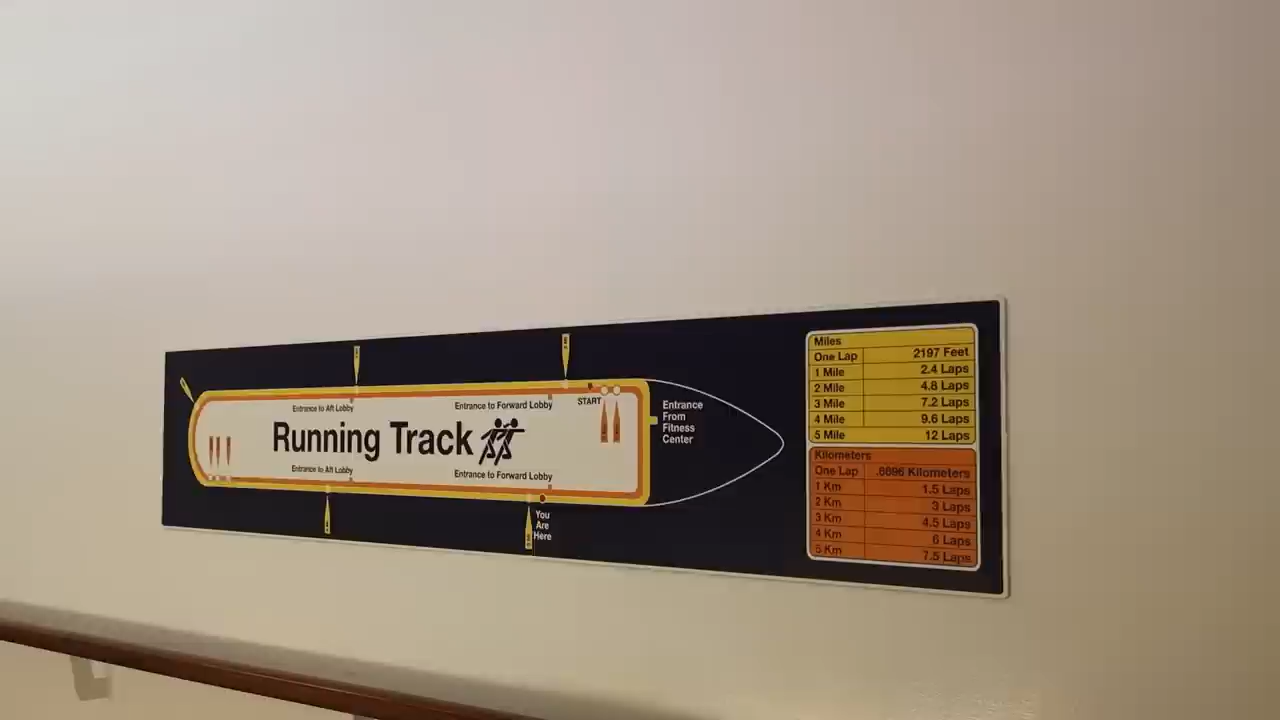 Entrance to Aft Lobby
Entrance to Forward Lobby
START
Running Track
Entrance to Aft Lobby
Entrance to Forward Lobby
Entrance
From
Fitness
Center
You
Are
Here
Miles
One Lap 2197 Feet
1 Mile 2.4 Laps
2 Mile 4.8 Laps
3 Mile 7.2 Laps
4 Mile 9.6 Laps
5 Mile 12 Laps
Kilometers
One Lap .6696 Kilometers
1 Km 1.5 Laps
2 Km 3 Laps
3 Km 4.5 Laps
4 Km 6 Laps
5 Km 7.5 Laps